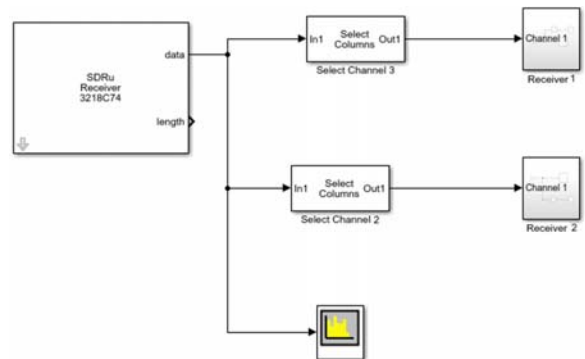 SDRu
Receiver
3218C74
data
length
In1
Select
Columns
Out1
Select Channel 3
Channel 1
Receiver 1
In1
Select
Columns
Out1
Select Channel 2
Channel 1
Receiver 2